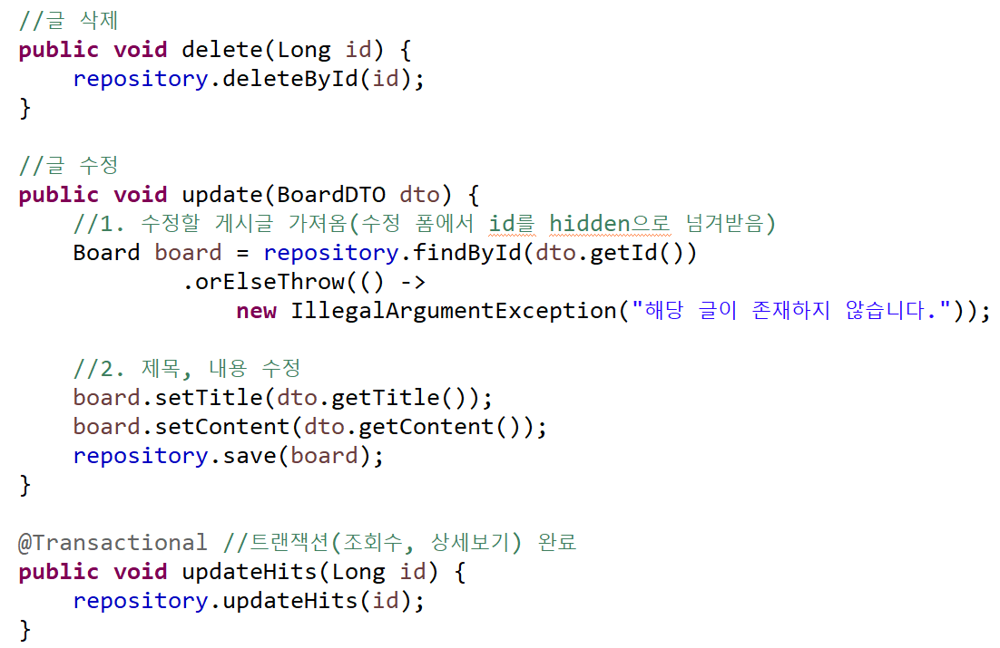 //글 삭제
public void delete(Long id) {
    repository.deleteById(id);
}

//글 수정
public void update(BoardDTO dto) {
    //1. 수정할 게시글 가져옴(수정 폼에서 id를 hidden으로 넘겨받음)
    Board board = repository.findById(dto.getId())
            .orElseThrow(() ->
                new IllegalArgumentException("해당 글이 존재하지 않습니다."));

    //2. 제목, 내용 수정
    board.setTitle(dto.getTitle());
    board.setContent(dto.getContent());
    repository.save(board);
}

@Transactional //트랜잭션(조회수, 상세보기) 완료
public void updateHits(Long id) {
    repository.updateHits(id);
}